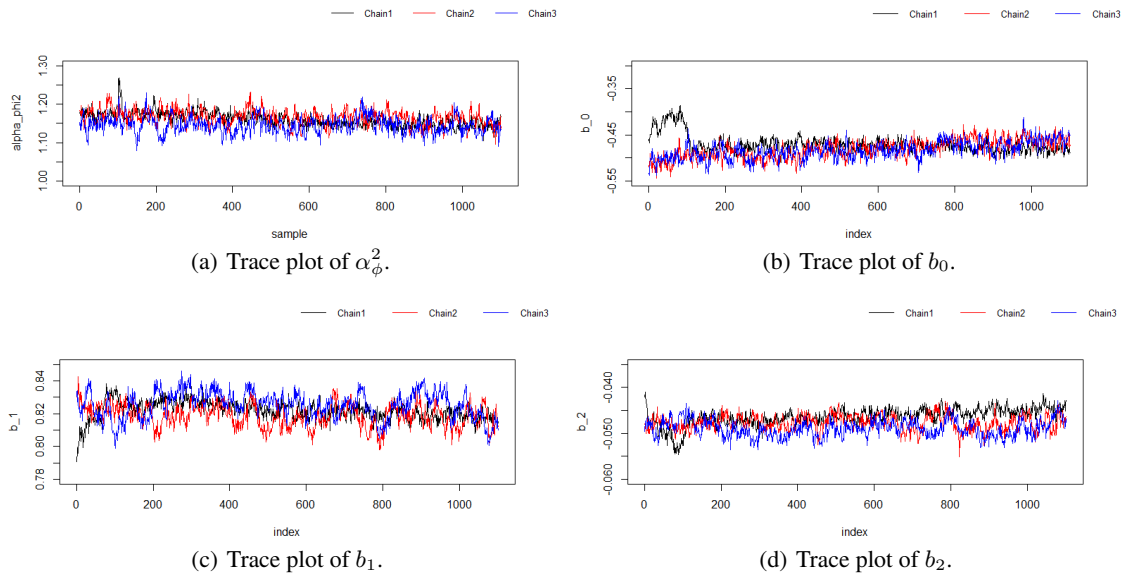 Chain1 Chain2 Chain3
alpha_phi2
1.00 1.10 1.20 1.30
0 200 400 600 800 1000
sample
(a) Trace plot of α²_ϕ.
Chain1 Chain2 Chain3
b_0
-0.55 -0.45 -0.35
0 200 400 600 800 1000
index
(b) Trace plot of b₀.
Chain1 Chain2 Chain3
b_1
0.78 0.80 0.82 0.84
0 200 400 600 800 1000
index
(c) Trace plot of b₁.
Chain1 Chain2 Chain3
b_2
-0.060 -0.050 -0.040
0 200 400 600 800 1000
index
(d) Trace plot of b₂.